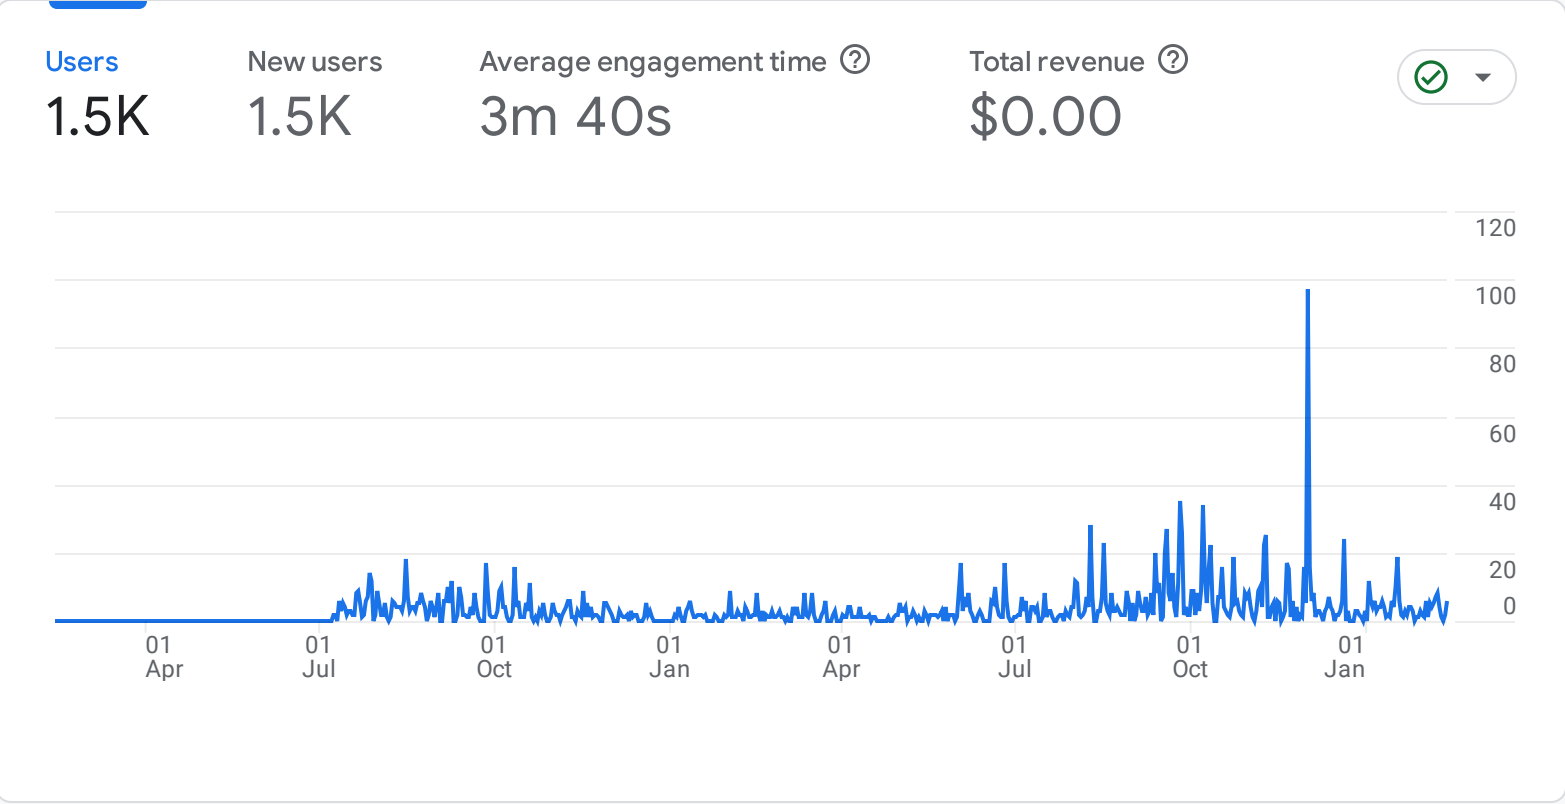 Users New users Average engagement time Total revenue
1.5K 1.5K 3m 40s $0.00
120
100
80
60
40
20
0
01 01 01 01 01 01 01 01
Apr Jul Oct Jan Apr Jul Oct Jan